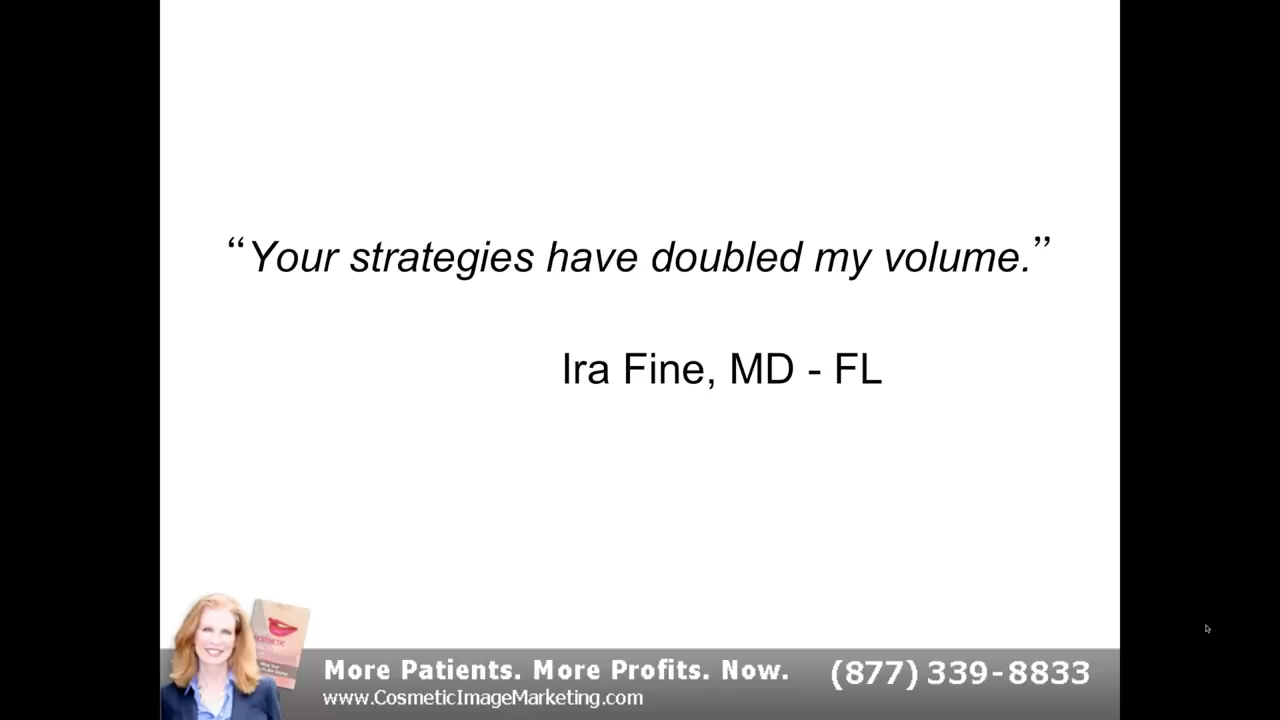 “Your strategies have doubled my volume.”
Ira Fine, MD - FL
More Patients. More Profits. Now.
(877) 339-8833
www.CosmeticImageMarketing.com